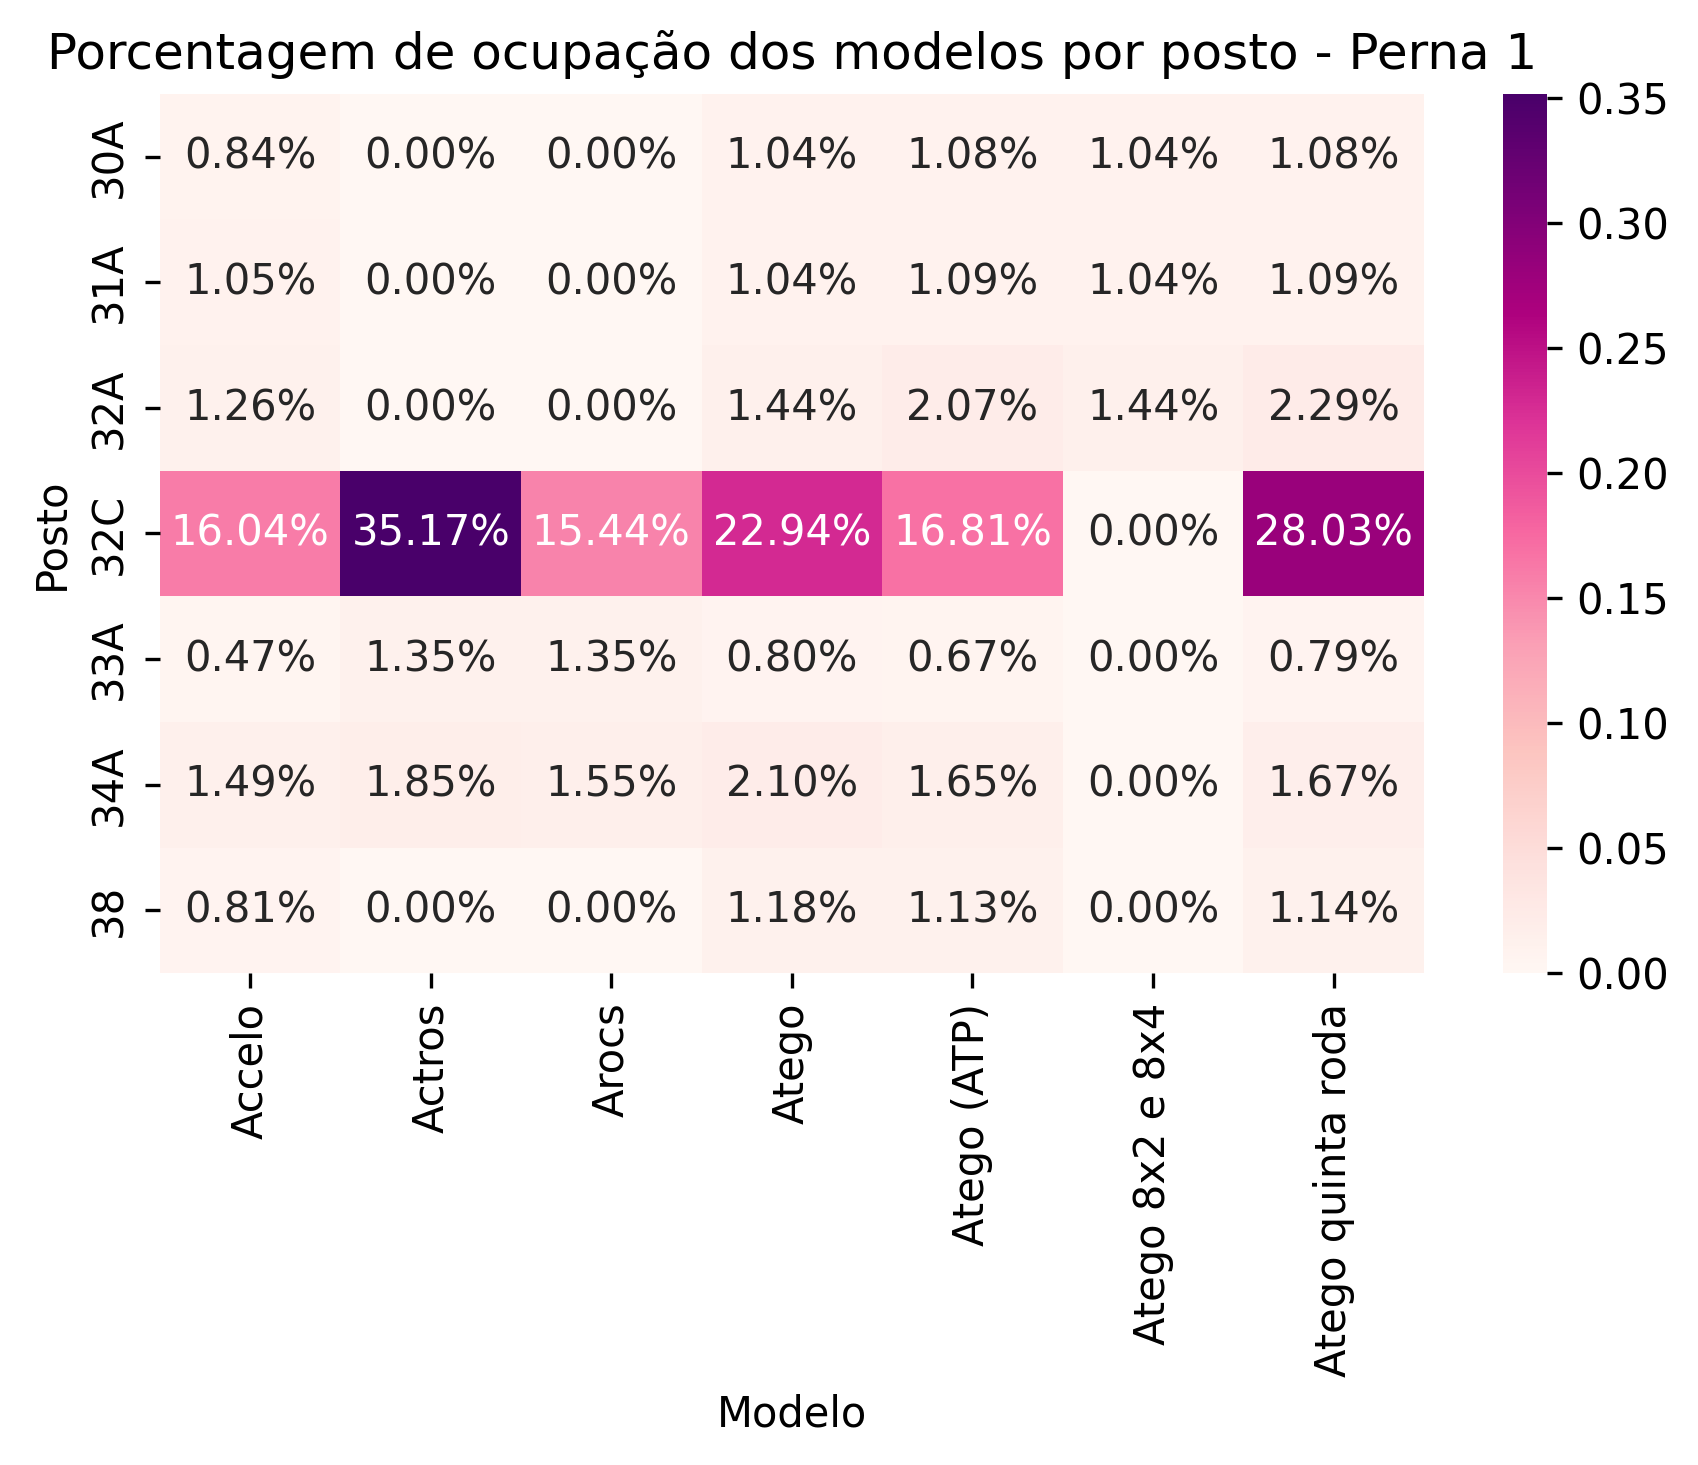 Porcentagem de ocupação dos modelos por posto - Perna 1
30A 0.84% 0.00% 0.00% 1.04% 1.08% 1.04% 1.08%
31A 1.05% 0.00% 0.00% 1.04% 1.09% 1.04% 1.09%
32A 1.26% 0.00% 0.00% 1.44% 2.07% 1.44% 2.29%
32C 16.04% 35.17% 15.44% 22.94% 16.81% 0.00% 28.03%
33A 0.47% 1.35% 1.35% 0.80% 0.67% 0.00% 0.79%
34A 1.49% 1.85% 1.55% 2.10% 1.65% 0.00% 1.67%
38 0.81% 0.00% 0.00% 1.18% 1.13% 0.00% 1.14%
Posto
Accelo
Actros
Arocs
Atego
Atego (ATP)
Atego 8x2 e 8x4
Atego quinta roda
Modelo
0.35
0.30
0.25
0.20
0.15
0.10
0.05
0.00